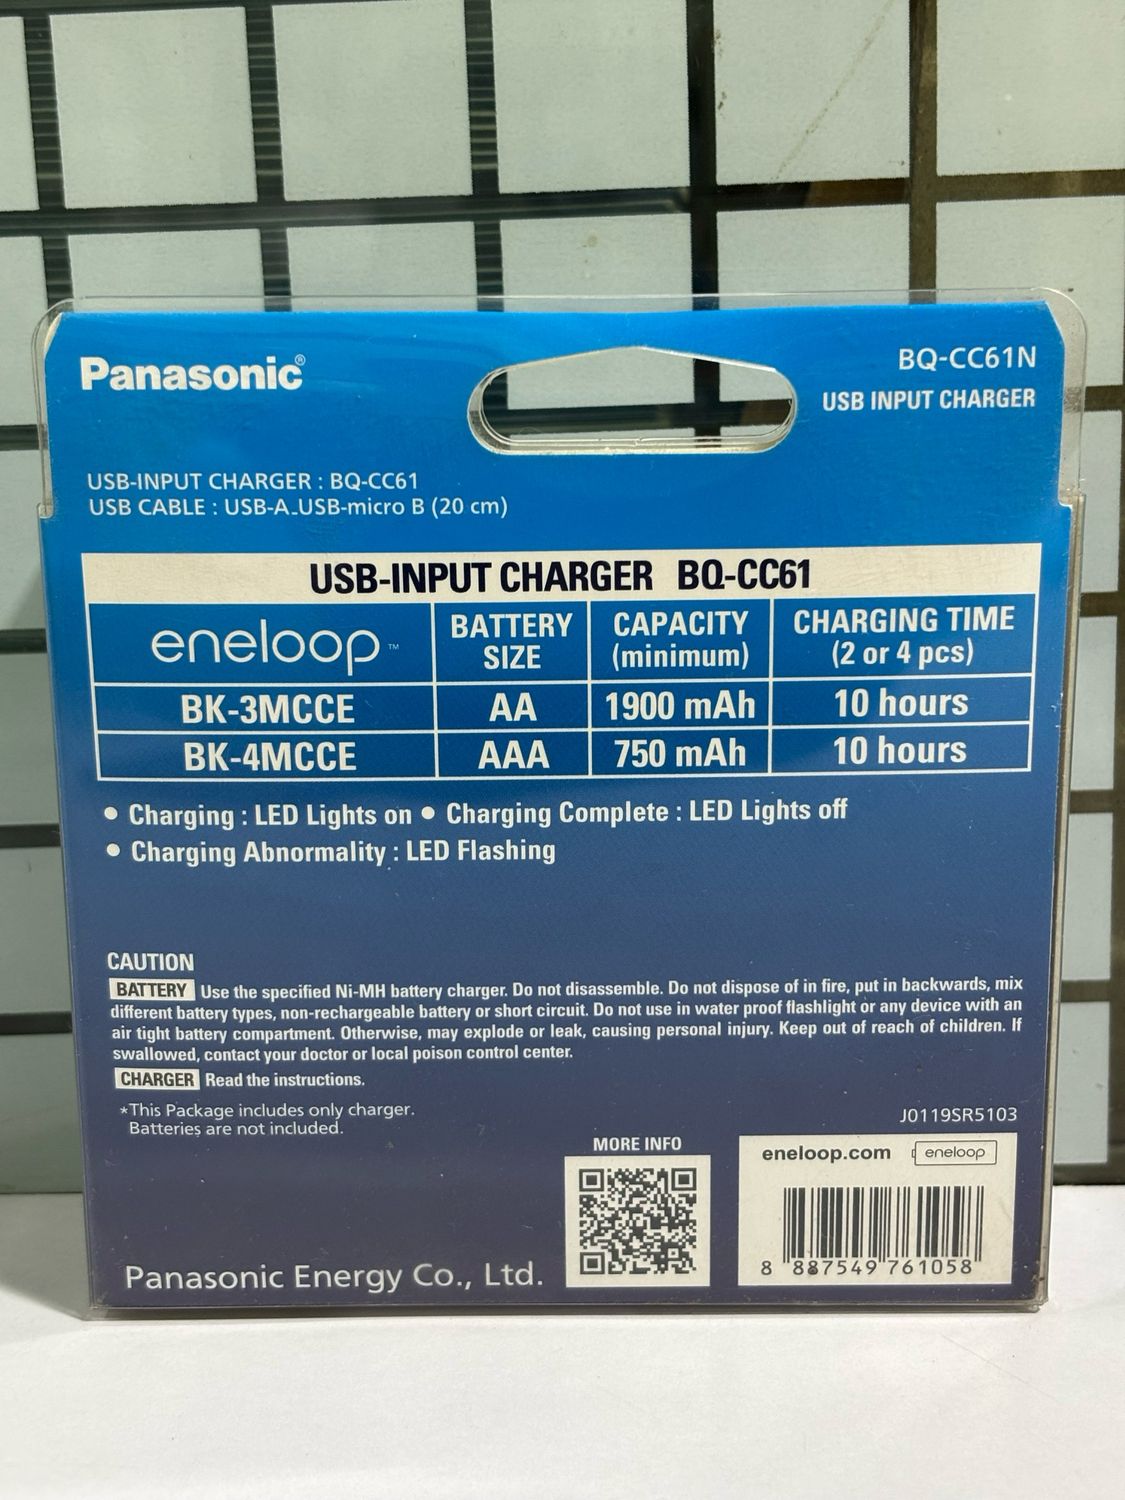 Panasonic®
BQ-CC61N
USB INPUT CHARGER
USB-INPUT CHARGER : BQ-CC61
USB CABLE : USB-A_USB-micro B (20 cm)
USB-INPUT CHARGER BQ-CC61
eneloop™ BATTERY SIZE CAPACITY (minimum) CHARGING TIME (2 or 4 pcs)
BK-3MCCE AA 1900 mAh 10 hours
BK-4MCCE AAA 750 mAh 10 hours
• Charging : LED Lights on • Charging Complete : LED Lights off
• Charging Abnormality : LED Flashing
CAUTION
BATTERY Use the specified Ni-MH battery charger. Do not disassemble. Do not dispose of in fire, put in backwards, mix
different battery types, non-rechargeable battery or short circuit. Do not use in water proof flashlight or any device with an
air tight battery compartment. Otherwise, may explode or leak, causing personal injury. Keep out of reach of children. If
swallowed, contact your doctor or local poison control center.
CHARGER Read the instructions.
*This Package includes only charger.
Batteries are not included.
J0119SR5103
MORE INFO
eneloop.com eneloop
8 887549 761058
Panasonic Energy Co., Ltd.